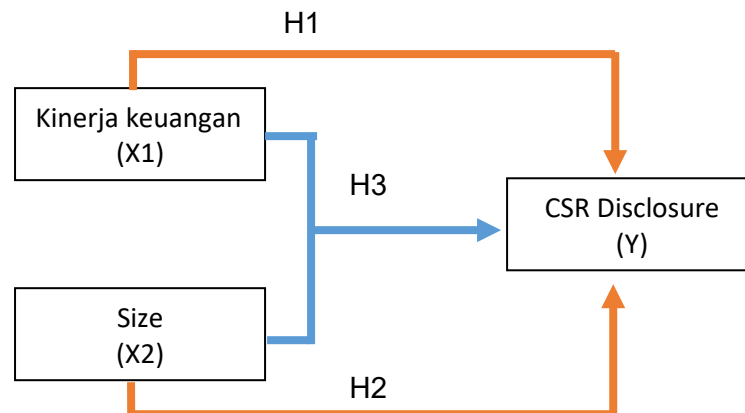 H1
Kinerja keuangan
(X1)
H3
CSR Disclosure
(Y)
Size
(X2)
H2